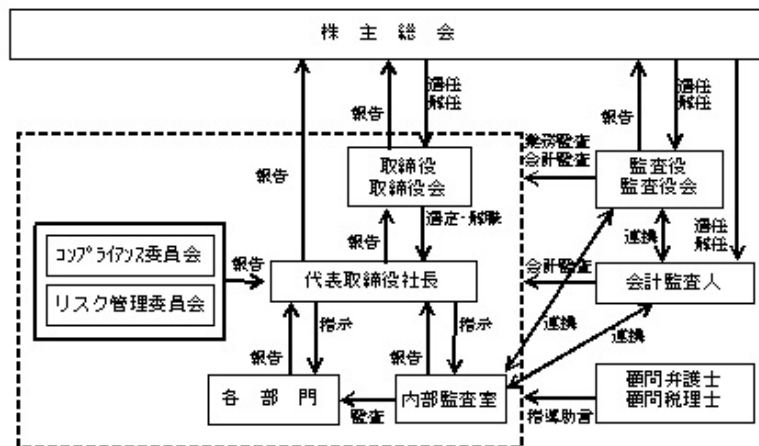 株主総会
選任
解任
報告
選任
解任
報告
業務監査
会計監査
取締役
取締役会
監査役
監査役会
報告
選定・解職
報告
連携
選任
解任
コンプライアンス委員会
リスク管理委員会
報告
代表取締役社長
会計監査
会計監査人
指示
報告
指示
報告
連携
連携
各部門
監査
内部監査室
指導助言
顧問弁護士
顧問税理士